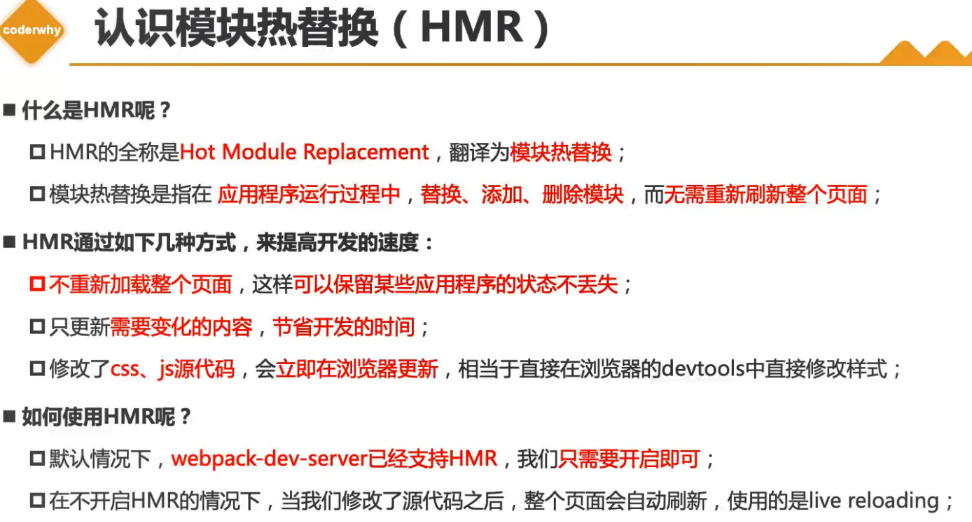 coderwhy
认识模块热替换（HMR）
什么是HMR呢？
HMR的全称是Hot Module Replacement，翻译为模块热替换；
模块热替换是指在 应用程序运行过程中，替换、添加、删除模块，而无需重新刷新整个页面；
HMR通过如下几种方式，来提高开发的速度：
不重新加载整个页面，这样可以保留某些应用程序的状态不丢失；
只更新需要变化的内容，节省开发的时间；
修改了css、js源代码，会立即在浏览器更新，相当于直接在浏览器的devtools中直接修改样式；
如何使用HMR呢？
默认情况下，webpack-dev-server已经支持HMR，我们只需要开启即可；
在不开启HMR的情况下，当我们修改了源代码之后，整个页面会自动刷新，使用的是live reloading；